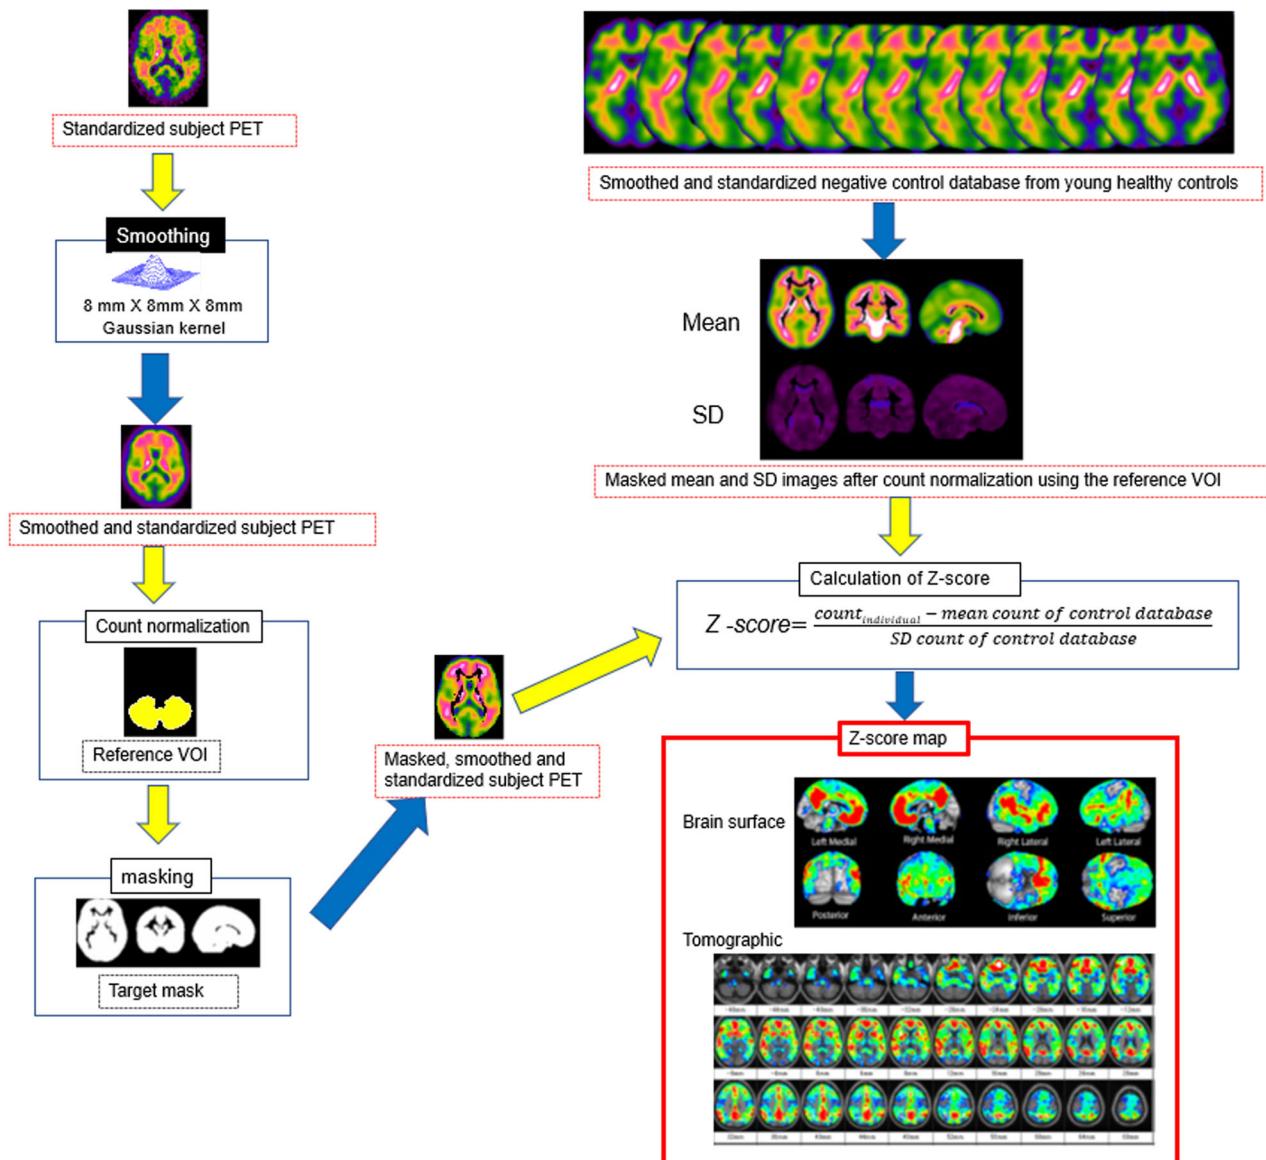 Standardized subject PET
Smoothing
8 mm X 8mm X 8mm
Gaussian kernel
Smoothed and standardized subject PET
Count normalization
Reference VOI
masking
Target mask
Masked, smoothed and
standardized subject PET
Smoothed and standardized negative control database from young healthy controls
Mean
SD
Masked mean and SD images after count normalization using the reference VOI
Calculation of Z-score
Z -score= count_individual − mean count of control database
SD count of control database
Z-score map
Brain surface
Left Medial Right Medial Right Lateral Left Lateral
Posterior Anterior Inferior Superior
Tomographic